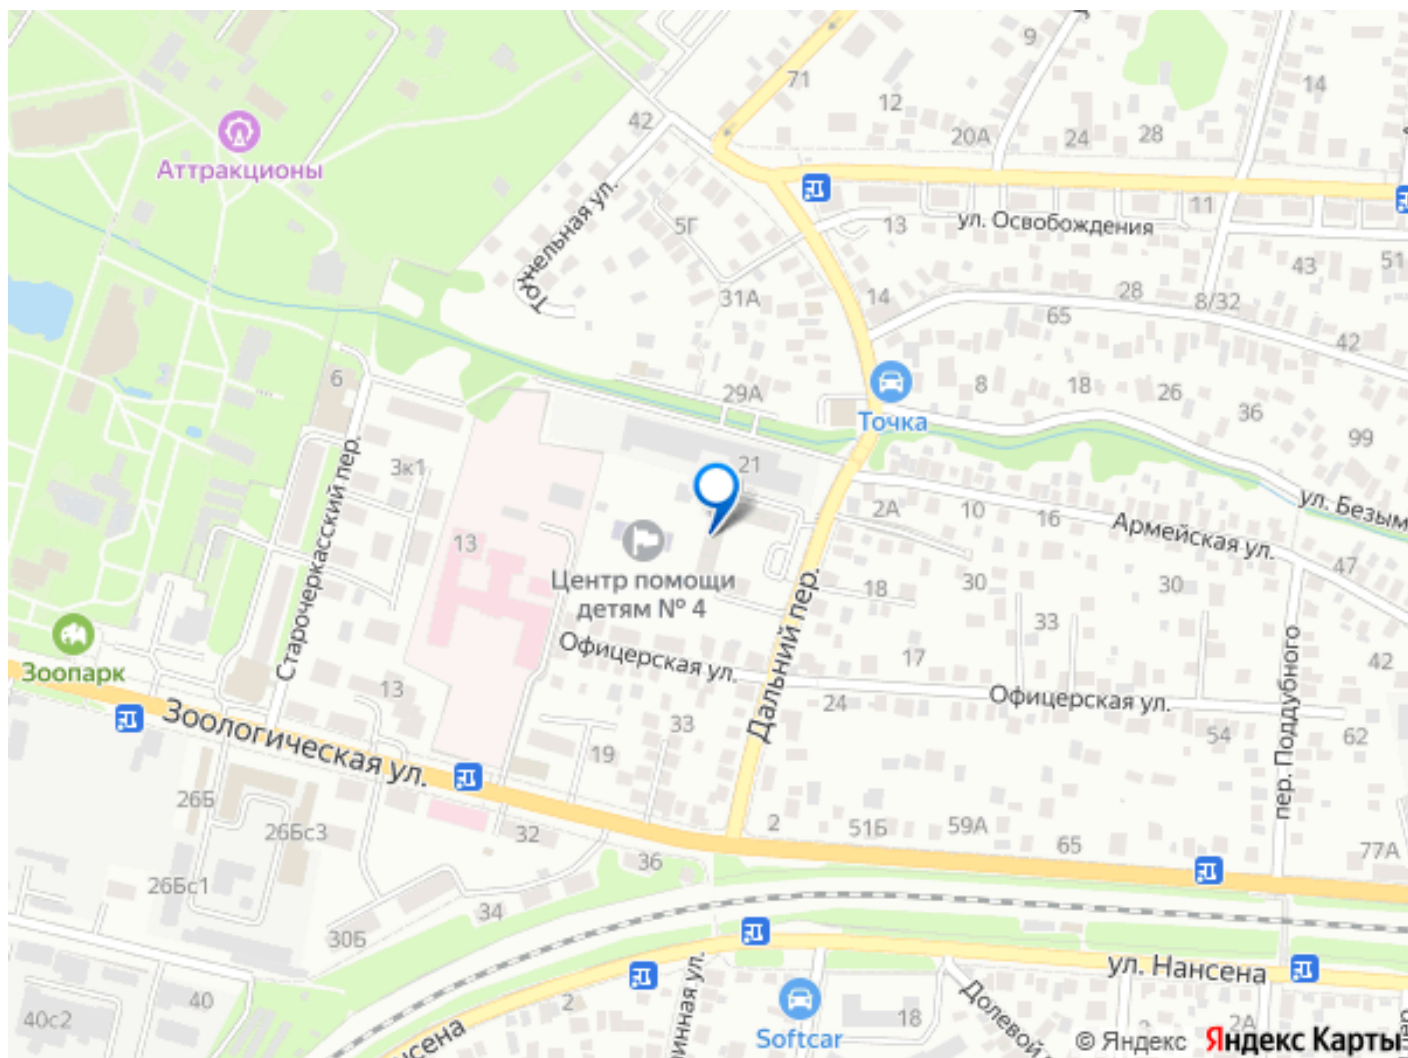 9
71
12
14
42
20А
24
28
Аттракционы
Тоннельная ул.
5Г
13
ул. Освобождения
11
43
51
31А
14
28
8/32
65
42
6
29А
8
18
26
36
Точка
99
3к1
21
Старочеркасский пер.
2А
10
16
ул. Безым
Армейская ул.
13
47
Центр помощи
детям № 4
18
30
30
33
Зоопарк
Офицерская ул.
17
42
Дальний пер.
пер. Поддубного
13
Офицерская ул.
24
Зоологическая ул.
33
19
54
62
26Б
26Бс3
32
2
51Б
59А
65
77А
36
26Бс1
34
30Б
ул. Нансена
40
2
Долевой
40с2
нсена
инная ул.
18
2А
Softcar
© Яндекс
Яндекс Карты